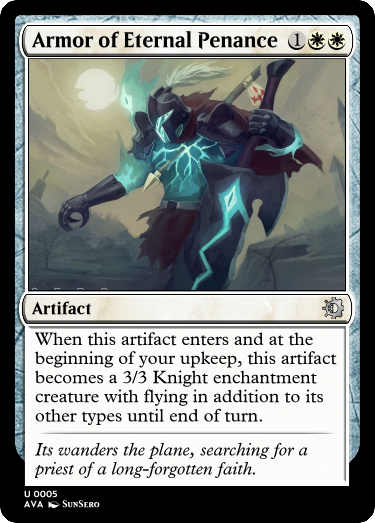 Armor of Eternal Penance 1
Artifact
When this artifact enters and at the
beginning of your upkeep, this artifact
becomes a 3/3 Knight enchantment
creature with flying in addition to its
other types until end of turn.
Its wanders the plane, searching for a
priest of a long-forgotten faith.
U 0005
AVA SunSero